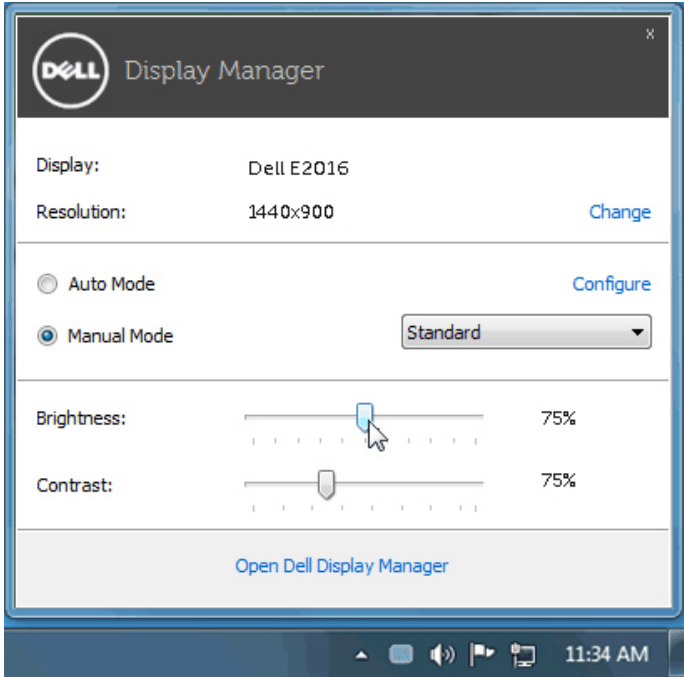 DELL Display Manager x
Display: Dell E2016
Resolution: 1440x900 Change
Auto Mode Configure
Manual Mode Standard
Brightness: 75%
Contrast: 75%
Open Dell Display Manager
11:34 AM